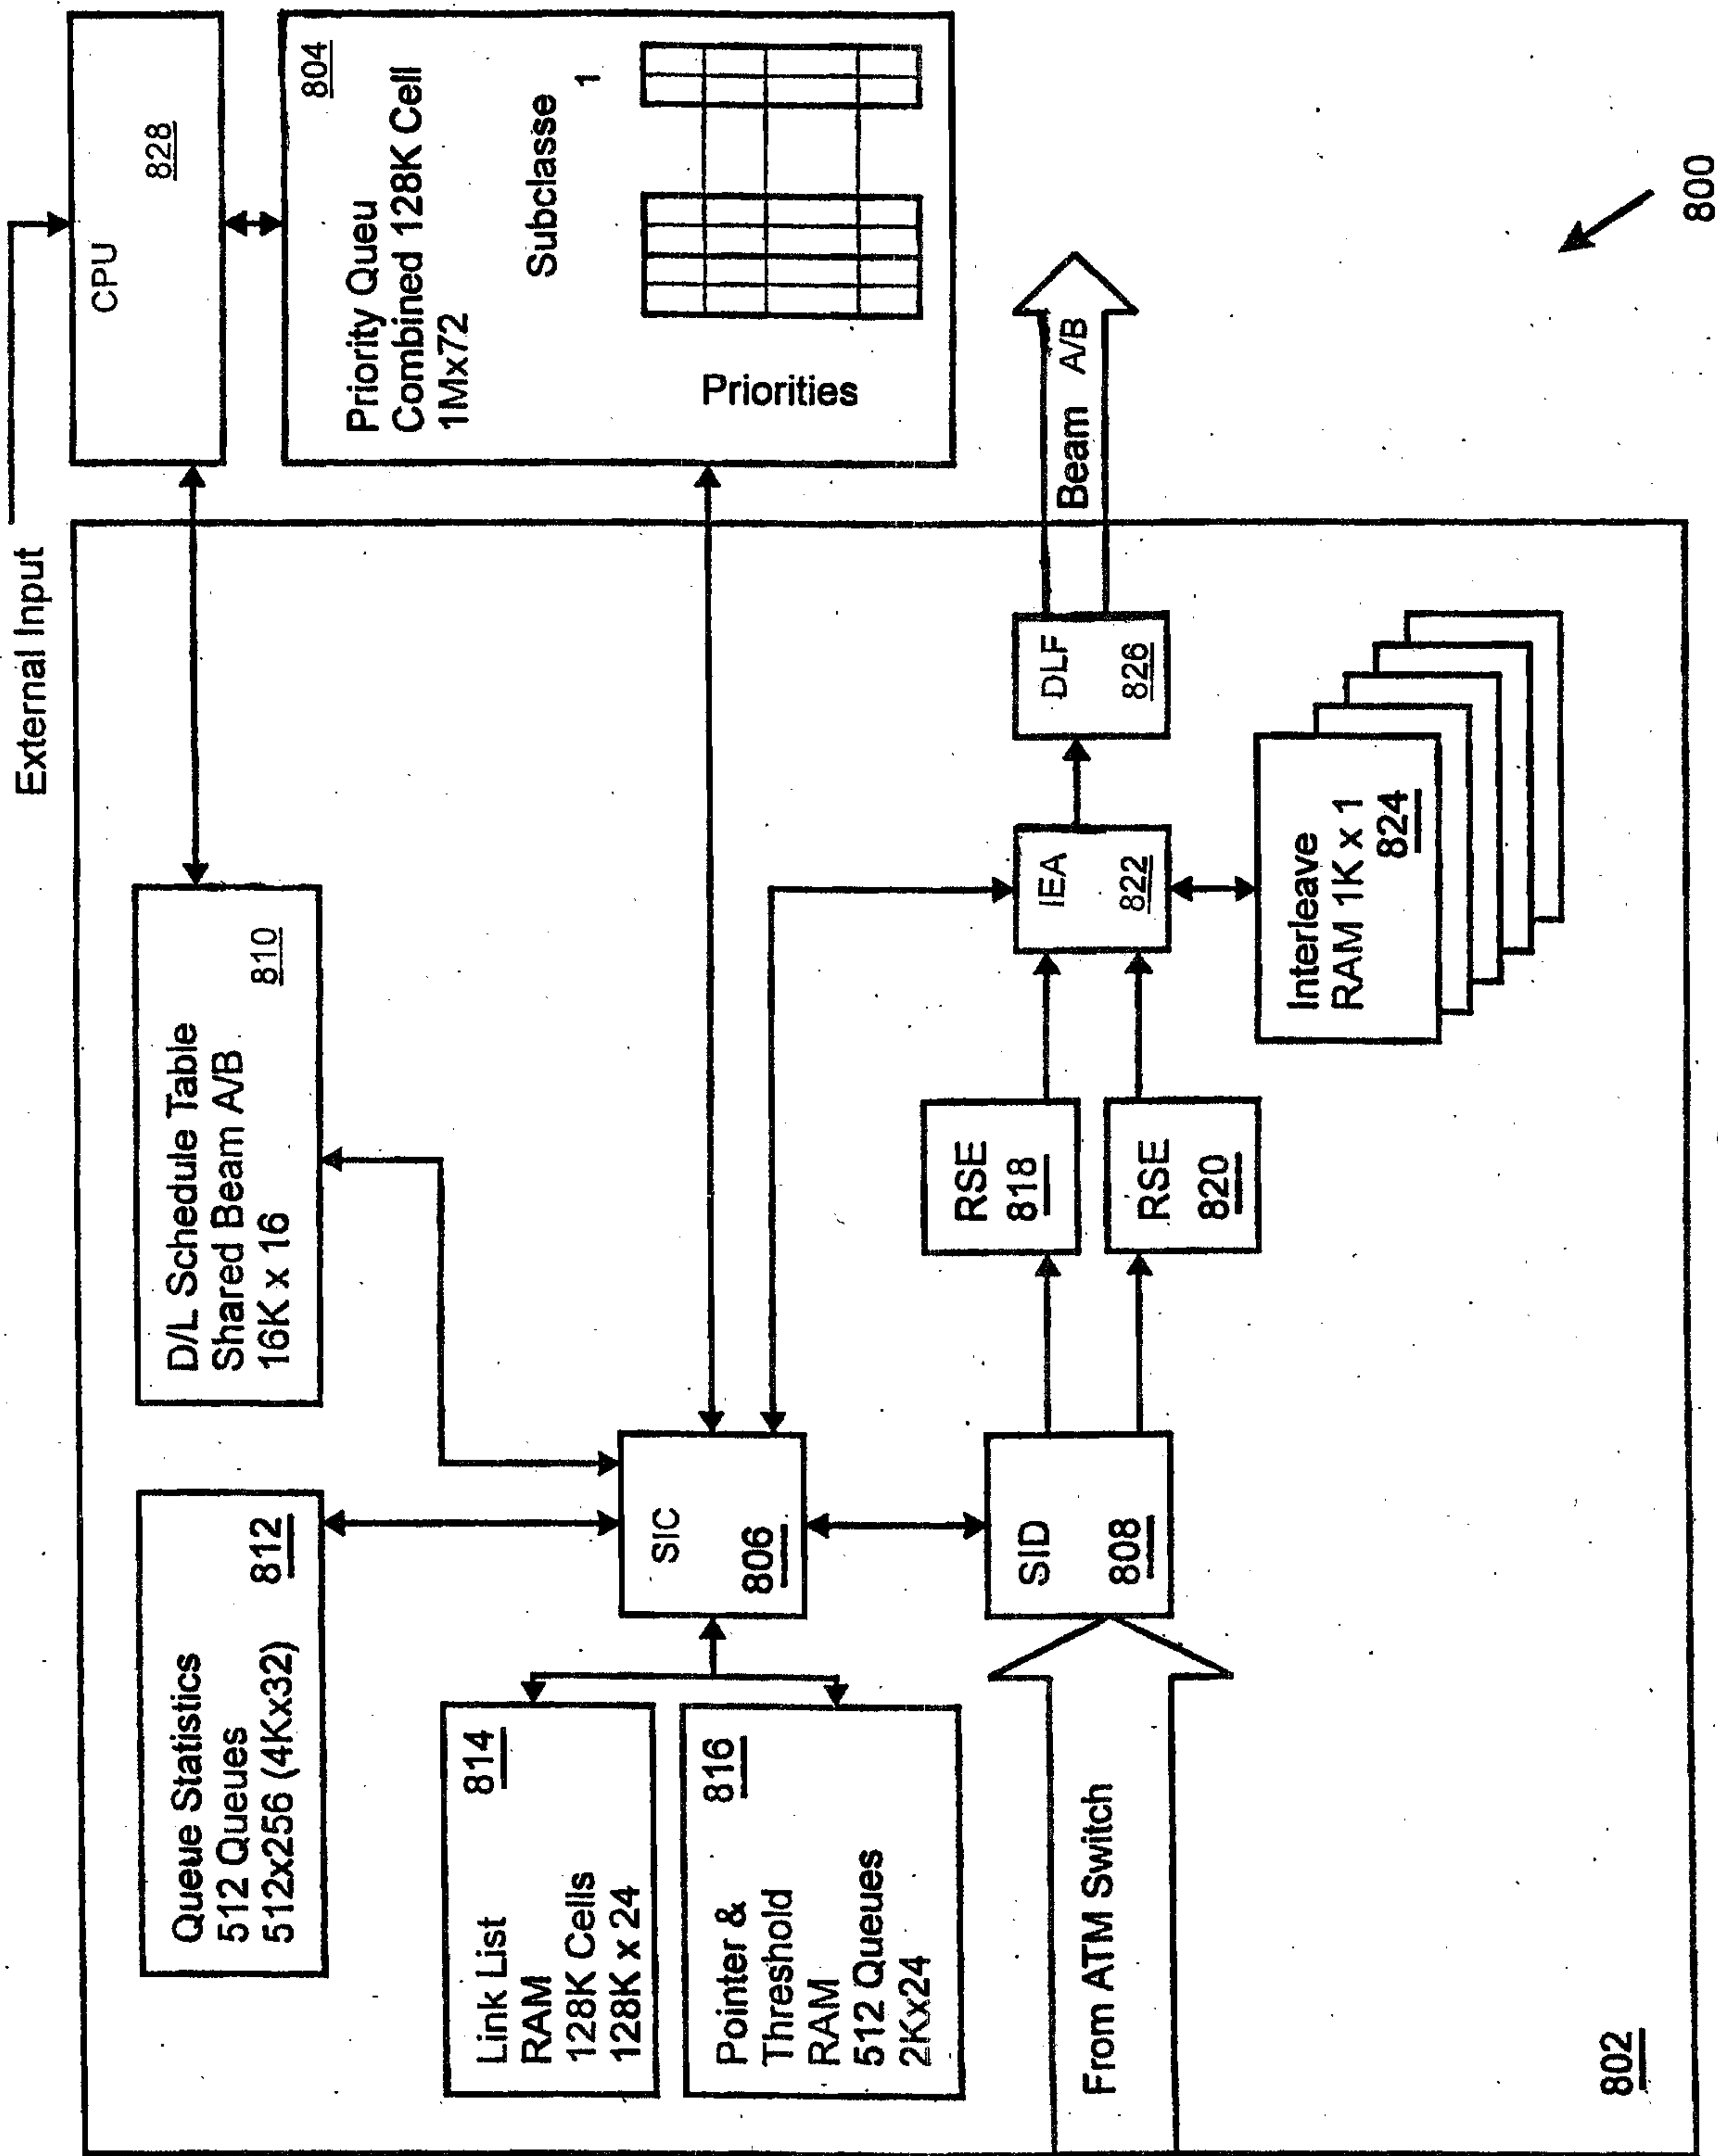 External Input
CPU
828
804
Priority Queu
Combined 128K Cell
1Mx72
Subclasse
1
Priorities
Queue Statistics
512 Queues
512x256 (4Kx32)
812
D/L Schedule Table
Shared Beam A/B
16K x 16
810
Link List
RAM
128K Cells
128K x 24
814
Pointer &
Threshold
RAM
512 Queues
2Kx24
816
SIC
806
SID
808
From ATM Switch
RSE
818
RSE
820
IEA
822
Interleave
RAM 1K x 1
824
DLF
826
Beam A/B
802
800